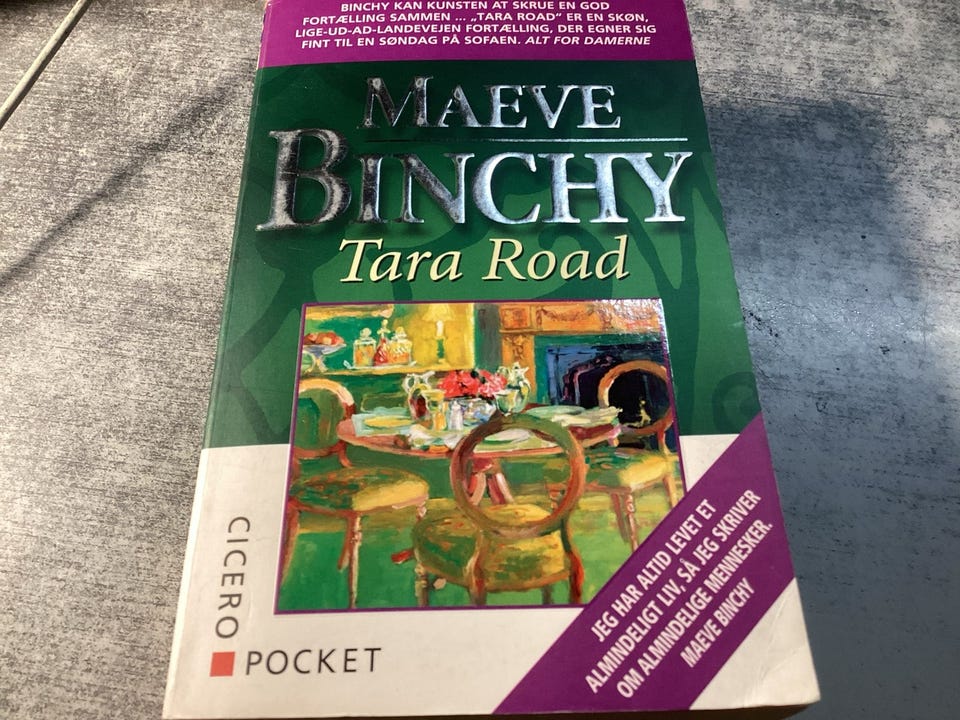 BINCHY KAN KUNSTEN AT SKRUE EN GOD
FORTÆLLING SAMMEN ... „TARA ROAD" ER EN SKØN,
LIGE-UD-AD-LANDEVEJEN FORTÆLLING, DER EGNER SIG
FINT TIL EN SØNDAG PÅ SOFAEN. ALT FOR DAMERNE
MAEVE
BINCHY
Tara Road
JEG HAR ALTID LEVET ET
ALMINDELIGT LIV, SÅ JEG SKRIVER
OM ALMINDELIGE MENNESKER.
MAEVE BINCHY
CICERO
POCKET